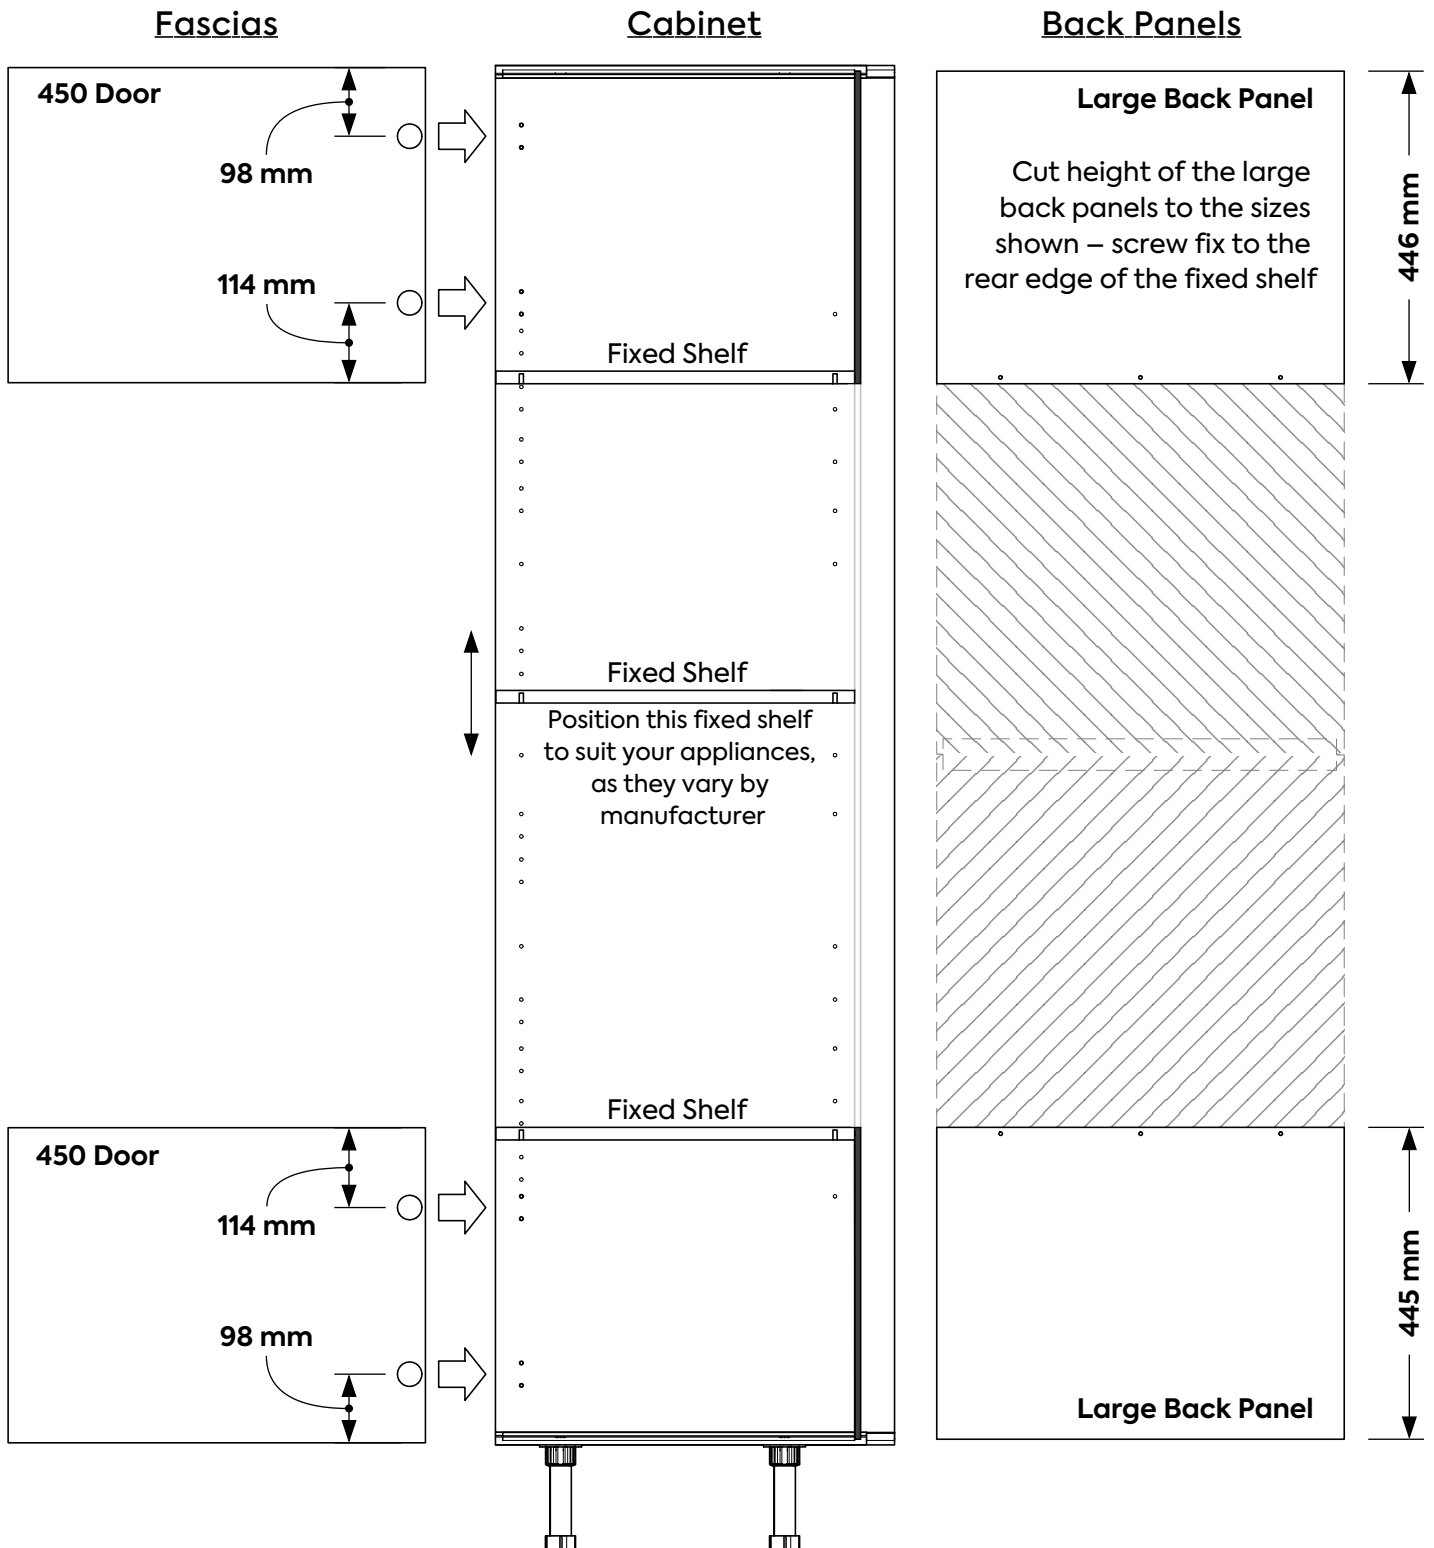 Fascias
Cabinet
Back Panels
450 Door
98 mm
114 mm
Fixed Shelf
Large Back Panel
Cut height of the large
back panels to the sizes
shown – screw fix to the
rear edge of the fixed shelf
446 mm
Fixed Shelf
Position this fixed shelf
to suit your appliances,
as they vary by
manufacturer
Fixed Shelf
450 Door
114 mm
98 mm
445 mm
Large Back Panel